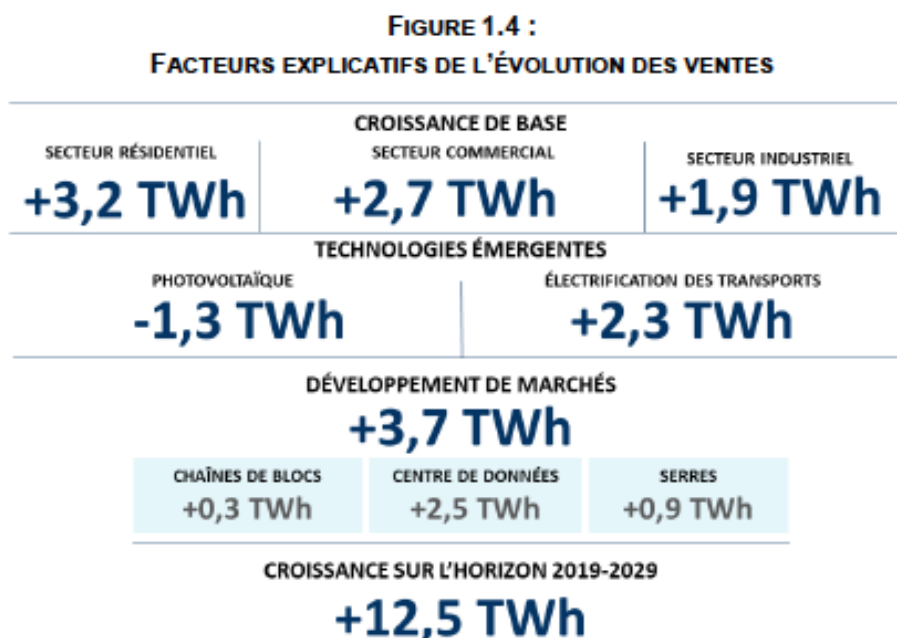 FIGURE 1.4 :
FACTEURS EXPLICATIFS DE L'ÉVOLUTION DES VENTES
CROISSANCE DE BASE
SECTEUR RÉSIDENTIEL
+3,2 TWh
SECTEUR COMMERCIAL
+2,7 TWh
SECTEUR INDUSTRIEL
+1,9 TWh
TECHNOLOGIES ÉMERGENTES
PHOTOVOLTAÏQUE
-1,3 TWh
ÉLECTRIFICATION DES TRANSPORTS
+2,3 TWh
DÉVELOPPEMENT DE MARCHÉS
+3,7 TWh
CHAÎNES DE BLOCS
+0,3 TWh
CENTRE DE DONNÉES
+2,5 TWh
SERRES
+0,9 TWh
CROISSANCE SUR L'HORIZON 2019-2029
+12,5 TWh